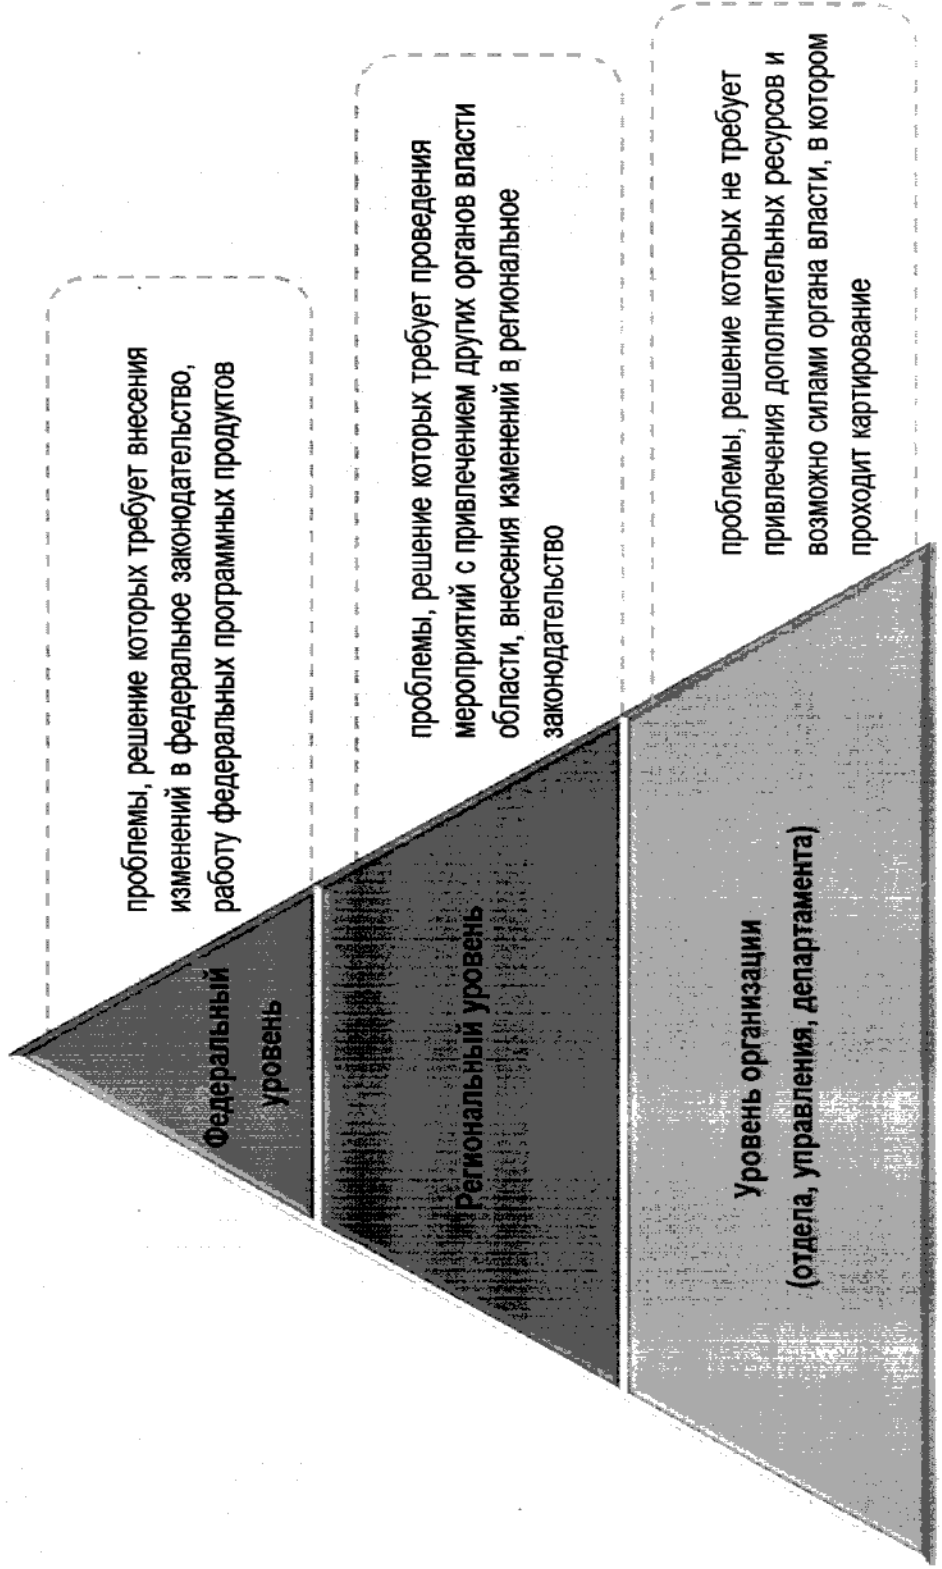 Федеральный
уровень
проблемы, решение которых требует внесения
изменений в федеральное законодательство,
работу федеральных программных продуктов
Региональный уровень
проблемы, решение которых требует проведения
мероприятий с привлечением других органов власти
области, внесения изменений в региональное
законодательство
Уровень организации
(отдела, управления, департамента)
проблемы, решение которых не требует
привлечения дополнительных ресурсов и
возможно силами органа власти, в котором
проходит картирование